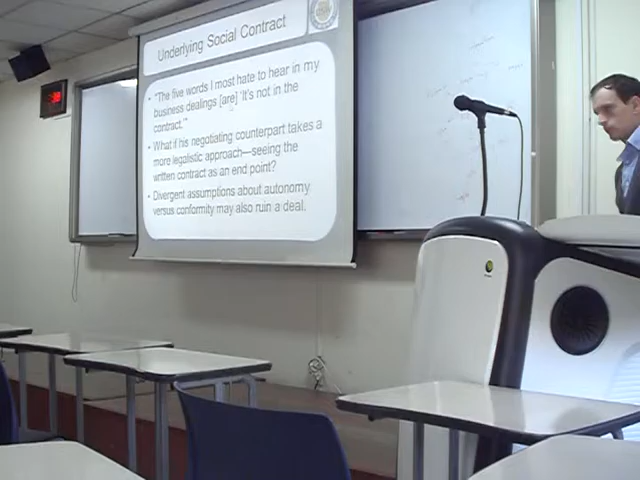 Underlying Social Contract
• "The five words I most hate to hear in my
business dealings [are] 'It's not in the
contract.'"
• What if his negotiating counterpart takes a
more legalistic approach—seeing the
written contract as an end point?
• Divergent assumptions about autonomy
versus conformity may also ruin a deal.